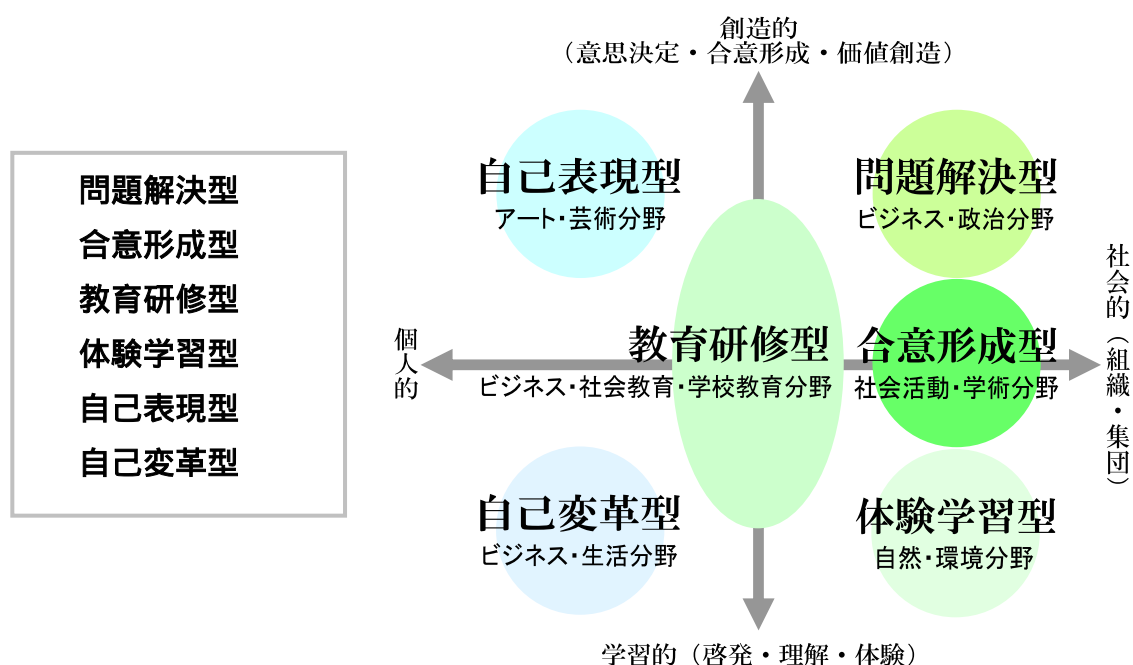 問題解決型
合意形成型
教育研修型
体験学習型
自己表現型
自己変革型
創造的
（意思決定・合意形成・価値創造）
自己表現型
アート・芸術分野
問題解決型
ビジネス・政治分野
個人的
教育研修型
ビジネス・社会教育・学校教育分野
合意形成型
社会活動・学術分野
社会的（組織・集団）
自己変革型
ビジネス・生活分野
体験学習型
自然・環境分野
学習的（啓発・理解・体験）